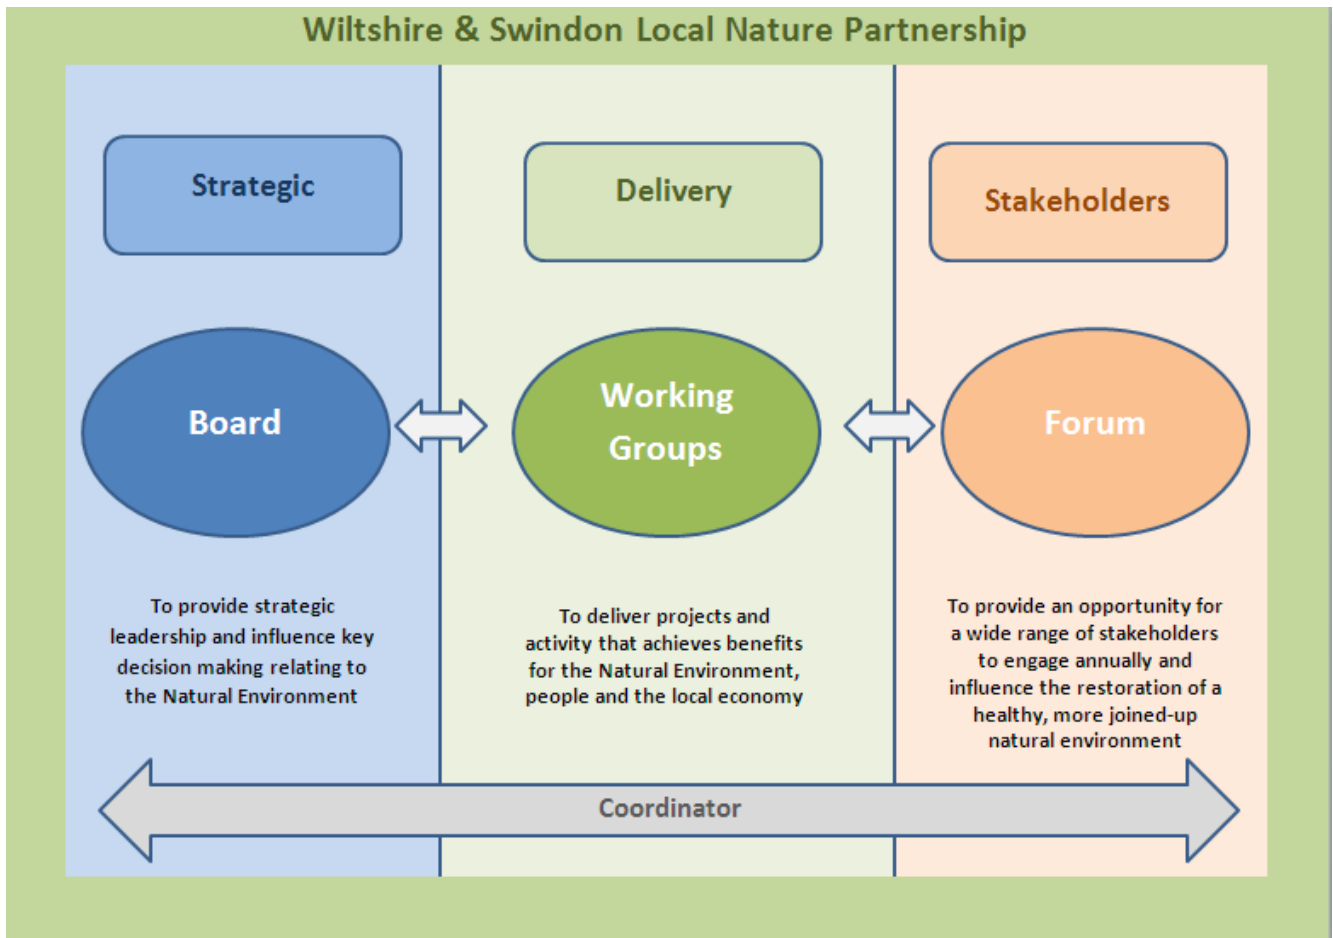 Wiltshire & Swindon Local Nature Partnership
Strategic
Delivery
Stakeholders
Board
Working
Groups
Forum
To provide strategic
leadership and influence key
decision making relating to
the Natural Environment
To deliver projects and
activity that achieves benefits
for the Natural Environment,
people and the local economy
To provide an opportunity for
a wide range of stakeholders
to engage annually and
influence the restoration of a
healthy, more joined-up
natural environment
Coordinator